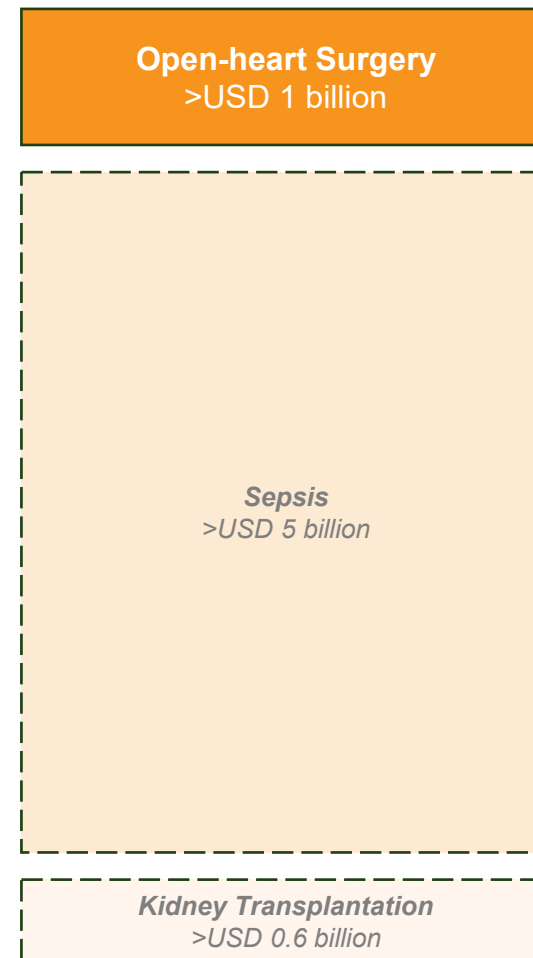 Open-heart Surgery
>USD 1 billion
Sepsis
>USD 5 billion
Kidney Transplantation
>USD 0.6 billion